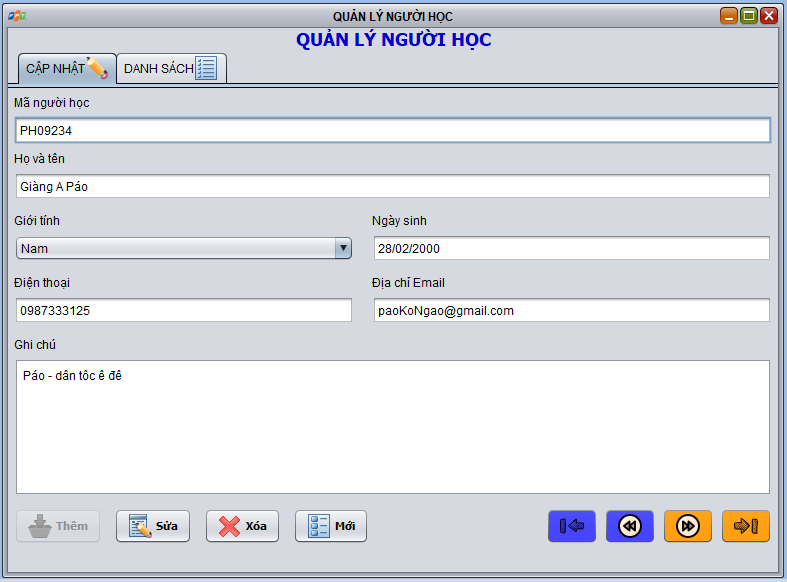 QUẢN LÝ NGƯỜI HỌC
QUẢN LÝ NGƯỜI HỌC
CẬP NHẬT DANH SÁCH
Mã người học
PH09234
Họ và tên
Giàng A Páo
Giới tính Ngày sinh
Nam 28/02/2000
Điện thoại Địa chỉ Email
0987333125 paoKoNgao@gmail.com
Ghi chú
Páo - dân tôc ê đê
Thêm Sửa Xóa Mới